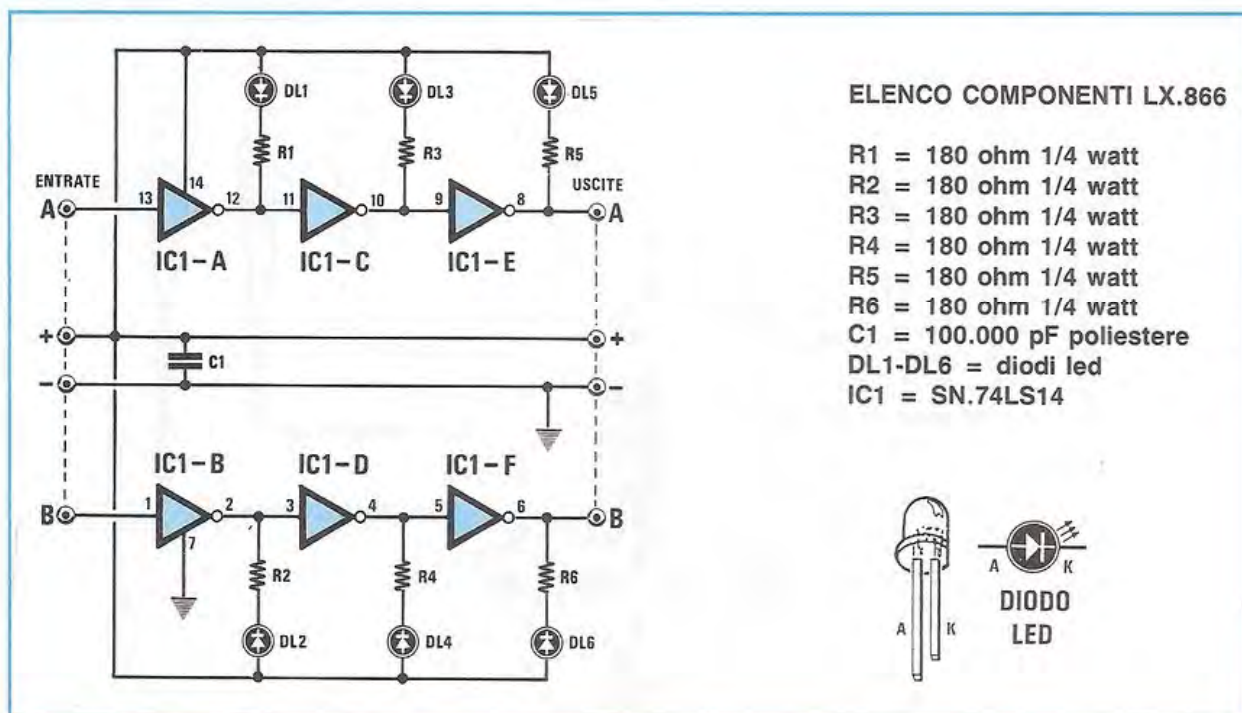 DL1
DL3
DL5
R1
R3
R5
ENTRATE
USCITE
A
13
14
12
11
10
9
8
A
IC1-A
IC1-C
IC1-E
+
+
C1
-
-
IC1-B
IC1-D
IC1-F
B
1
2
3
4
5
6
B
7
R2
R4
R6
DL2
DL4
DL6
ELENCO COMPONENTI LX.866
R1 = 180 ohm 1/4 watt
R2 = 180 ohm 1/4 watt
R3 = 180 ohm 1/4 watt
R4 = 180 ohm 1/4 watt
R5 = 180 ohm 1/4 watt
R6 = 180 ohm 1/4 watt
C1 = 100.000 pF poliestere
DL1-DL6 = diodi led
IC1 = SN.74LS14
A
K
A
K
DIODO
LED